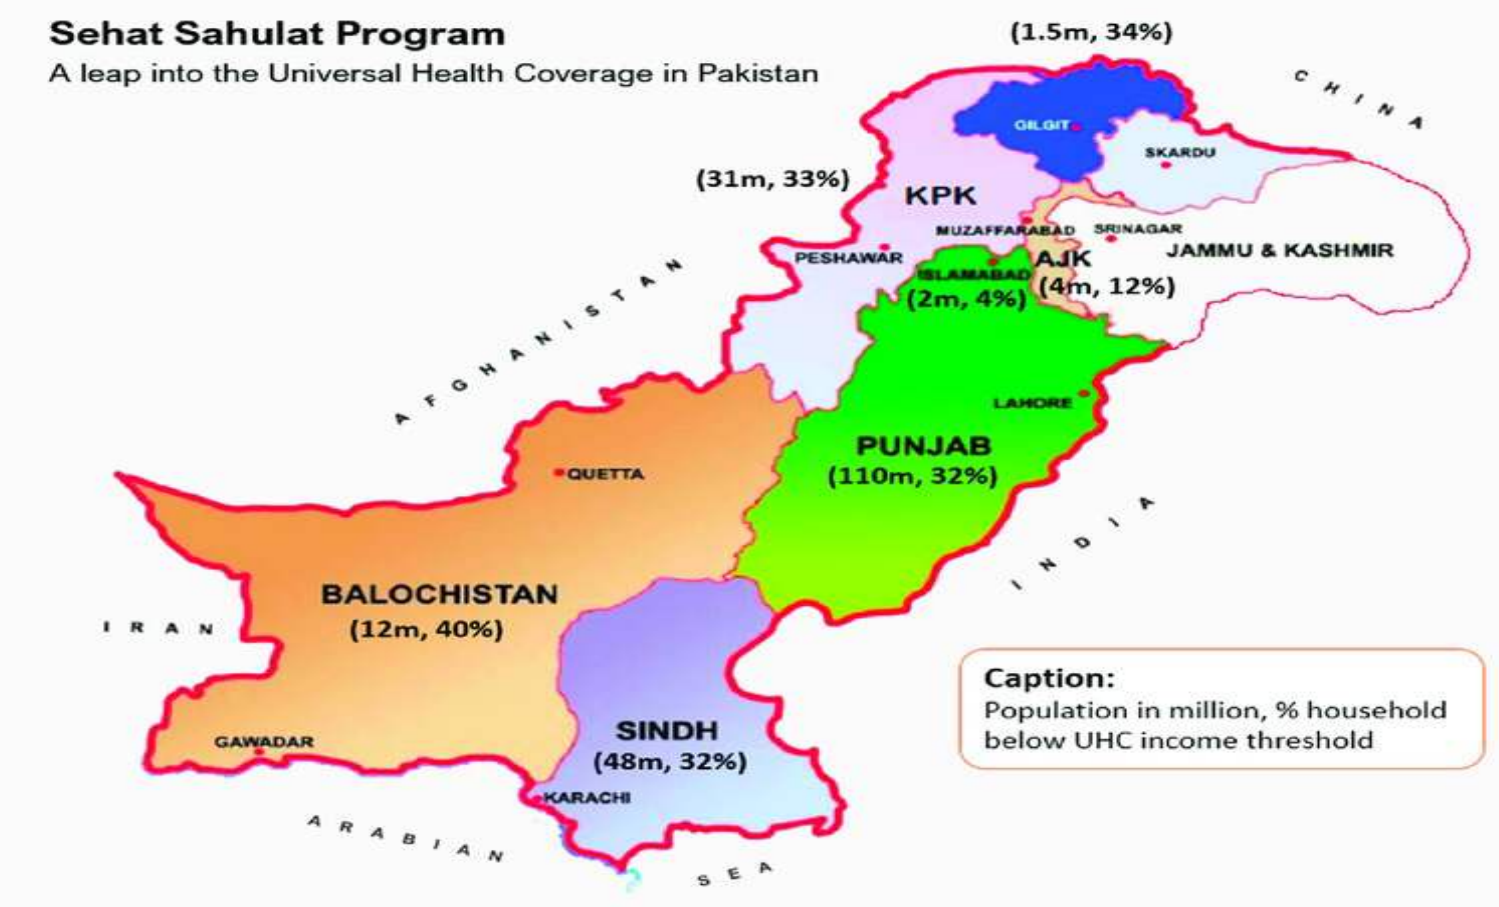 Sehat Sahulat Program
A leap into the Universal Health Coverage in Pakistan
(1.5m, 34%)
CHINA
GILGIT
SKARDU
(31m, 33%)
KPK
MUZAFFARABAD
SRINAGAR
JAMMU & KASHMIR
PESHAWAR
AJK
ISLAMABAD
(4m, 12%)
(2m, 4%)
AFGHANISTAN
LAHORE
PUNJAB
(110m, 32%)
QUETTA
INDIA
BALOCHISTAN
(12m, 40%)
IRAN
Caption:
Population in million, % household
below UHC income threshold
SINDH
(48m, 32%)
GAWADAR
KARACHI
ARABIAN
SEA